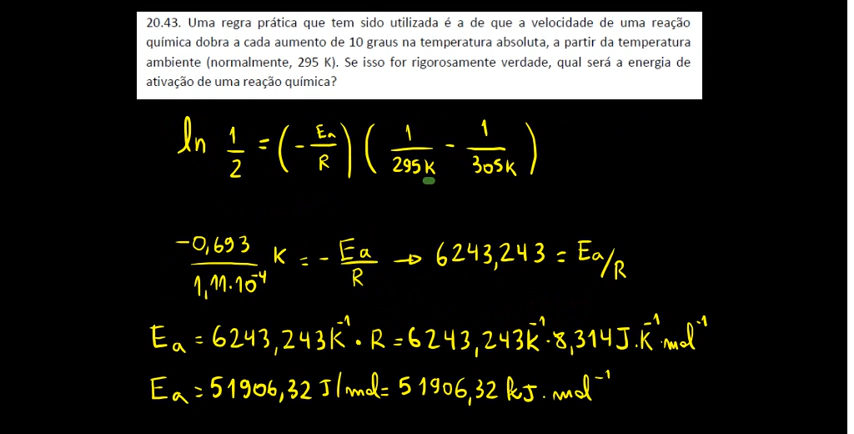 20.43. Uma regra prática que tem sido utilizada é a de que a velocidade de uma reação
química dobra a cada aumento de 10 graus na temperatura absoluta, a partir da temperatura
ambiente (normalmente, 295 K). Se isso for rigorosamente verdade, qual será a energia de
ativação de uma reação química?
ln 1/2 = (- Ea/R) (1/295K - 1/305K)
-0,693/1,11·10⁻⁴ K = - Ea/R → 6243,243 = Ea/R
Ea = 6243,243K⁻¹ · R = 6243,243K⁻¹ · 8,314J.K⁻¹mol⁻¹
Ea = 51906,32 J/mol = 51906,32 kJ.mol⁻¹